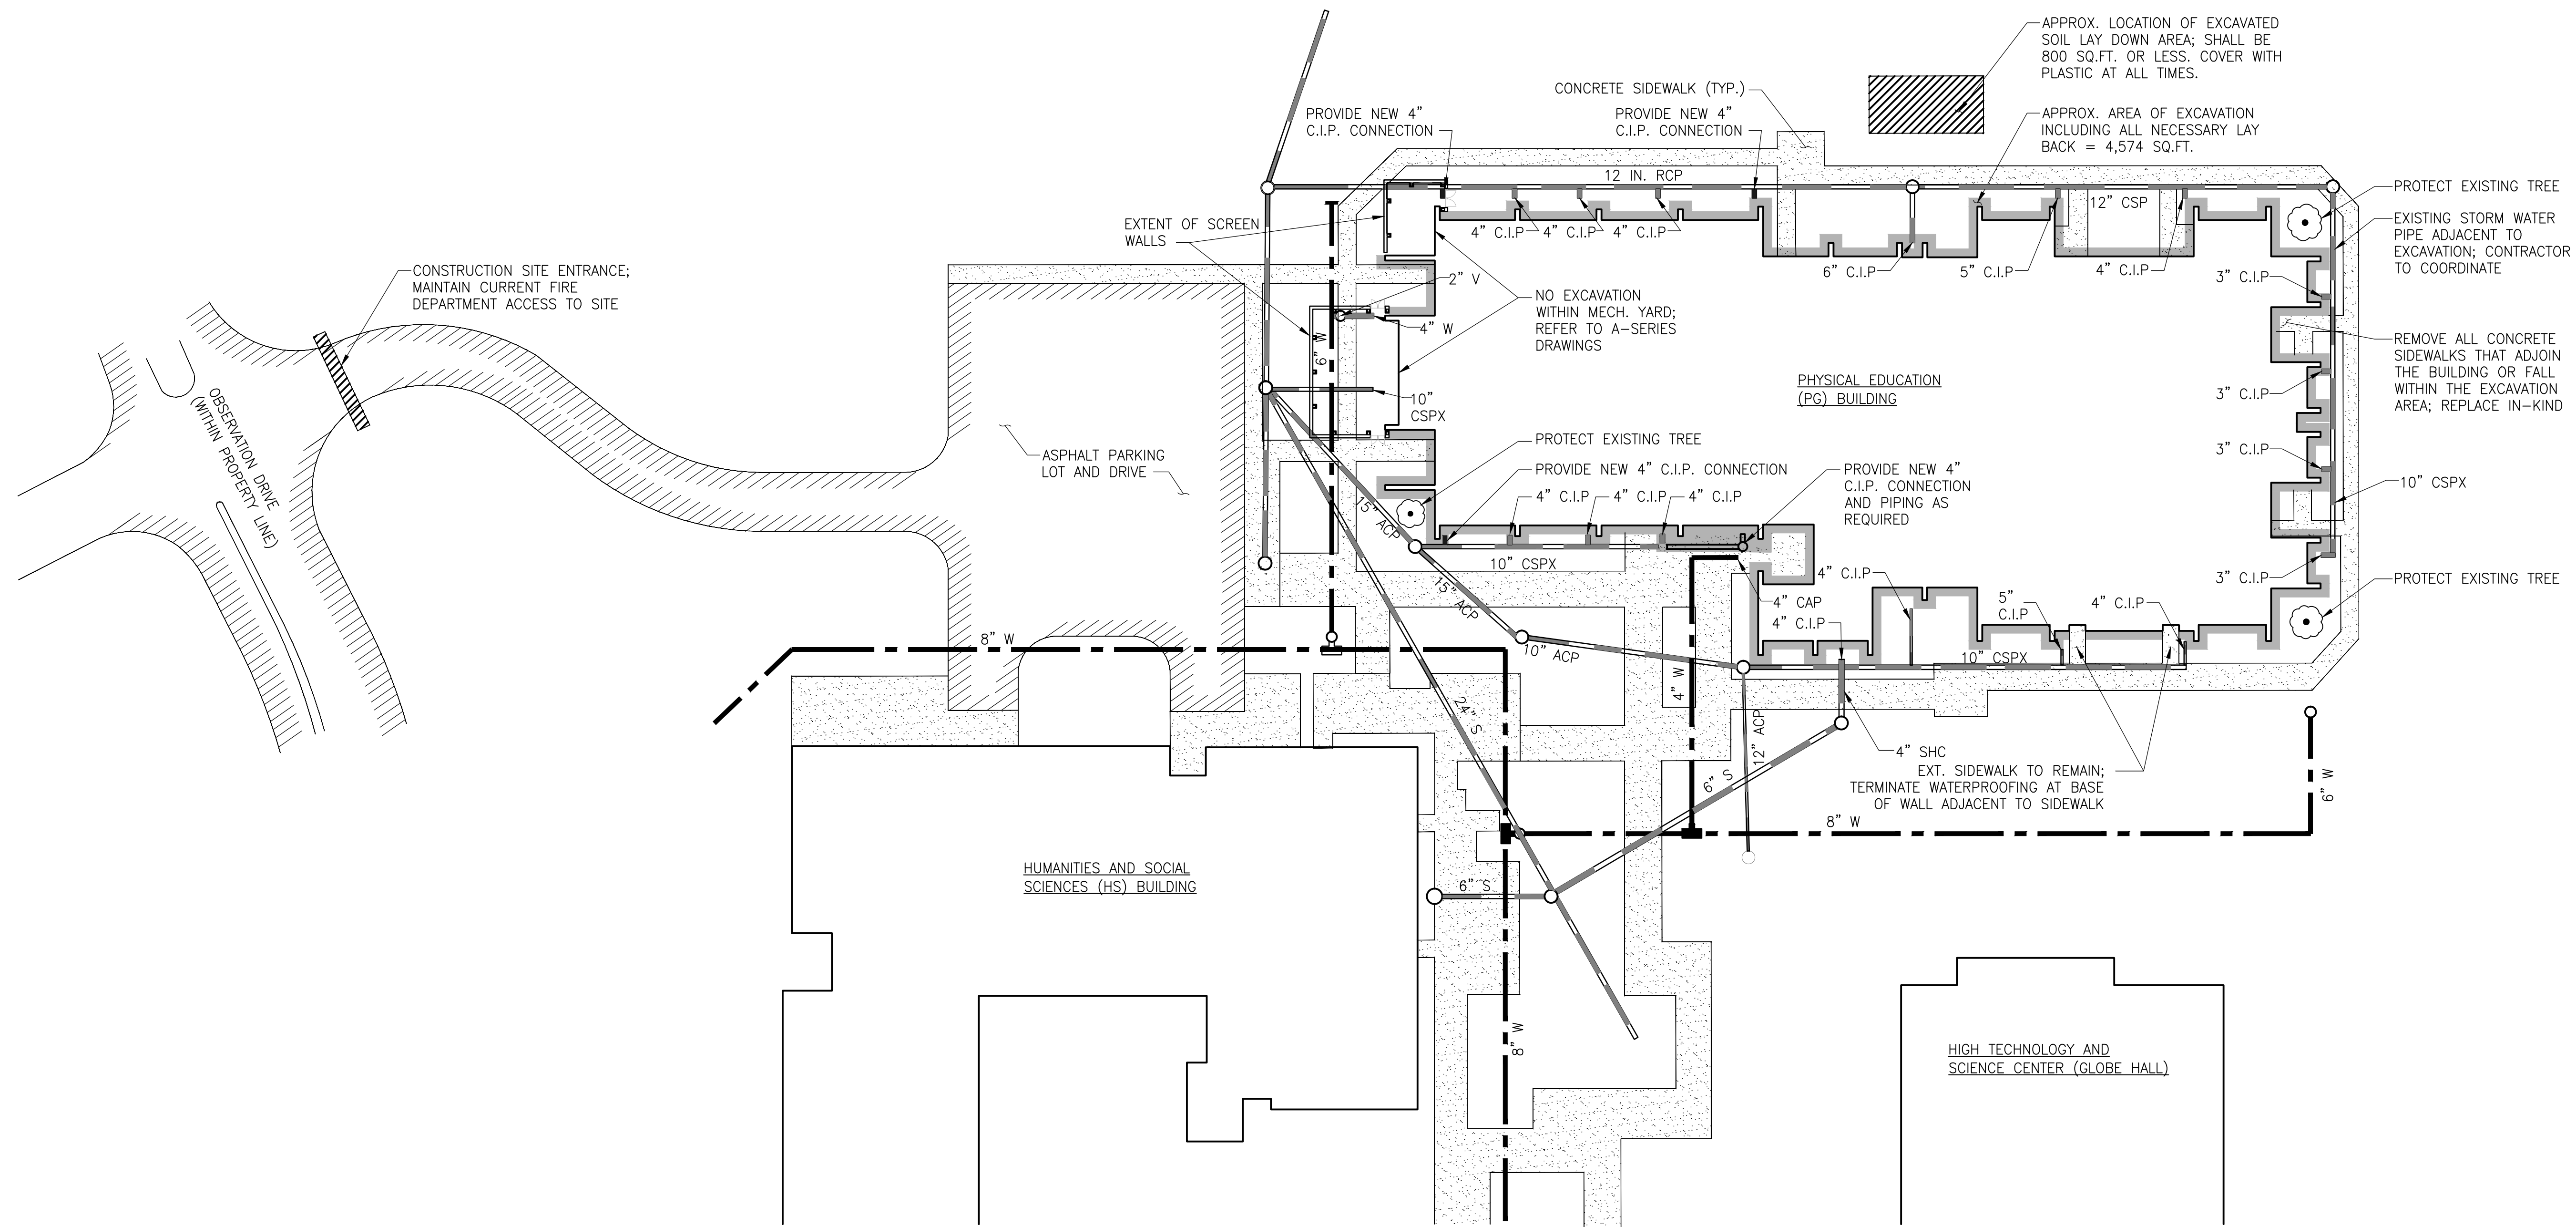 APPROX. LOCATION OF EXCAVATED
SOIL LAY DOWN AREA; SHALL BE
800 SQ.FT. OR LESS. COVER WITH
PLASTIC AT ALL TIMES.
CONCRETE SIDEWALK (TYP.)
PROVIDE NEW 4"
C.I.P. CONNECTION
PROVIDE NEW 4"
C.I.P. CONNECTION
APPROX. AREA OF EXCAVATION
INCLUDING ALL NECESSARY LAY
BACK = 4,574 SQ.FT.
12 IN. RCP
12" CSP
PROTECT EXISTING TREE
EXISTING STORM WATER
PIPE ADJACENT TO
EXCAVATION; CONTRACTOR
TO COORDINATE
EXTENT OF SCREEN
WALLS
4" C.I.P
4" C.I.P
4" C.I.P
6" C.I.P
5" C.I.P
4" C.I.P
3" C.I.P
CONSTRUCTION SITE ENTRANCE;
MAINTAIN CURRENT FIRE
DEPARTMENT ACCESS TO SITE
2" V
4" W
6" W
NO EXCAVATION
WITHIN MECH. YARD;
REFER TO A-SERIES
DRAWINGS
REMOVE ALL CONCRETE
SIDEWALKS THAT ADJOIN
THE BUILDING OR FALL
WITHIN THE EXCAVATION
AREA; REPLACE IN-KIND
PHYSICAL EDUCATION
(PG) BUILDING
3" C.I.P
10"
CSPX
OBSERVATION DRIVE
(WITHIN PROPERTY LINE)
ASPHALT PARKING
LOT AND DRIVE
PROTECT EXISTING TREE
PROVIDE NEW 4" C.I.P. CONNECTION
4" C.I.P
4" C.I.P
4" C.I.P
PROVIDE NEW 4"
C.I.P. CONNECTION
AND PIPING AS
REQUIRED
3" C.I.P
10" CSPX
15" ACP
10" CSPX
15" ACP
4" C.I.P
4" CAP
4" C.I.P
5"
C.I.P
4" C.I.P
3" C.I.P
PROTECT EXISTING TREE
8" W
10" ACP
10" CSPX
4" W
24" S
12" ACP
6" S
4" SHC
EXT. SIDEWALK TO REMAIN;
TERMINATE WATERPROOFING AT BASE
OF WALL ADJACENT TO SIDEWALK
6" W
8" W
HUMANITIES AND SOCIAL
SCIENCES (HS) BUILDING
6" S
8" W
HIGH TECHNOLOGY AND
SCIENCE CENTER (GLOBE HALL)